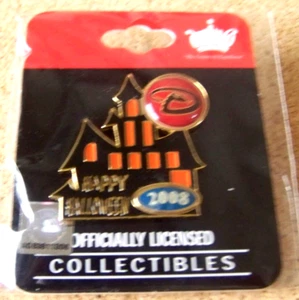 HAPPY
HALLOWEEN
2008
OFFICIALLY LICENSED
COLLECTIBLES